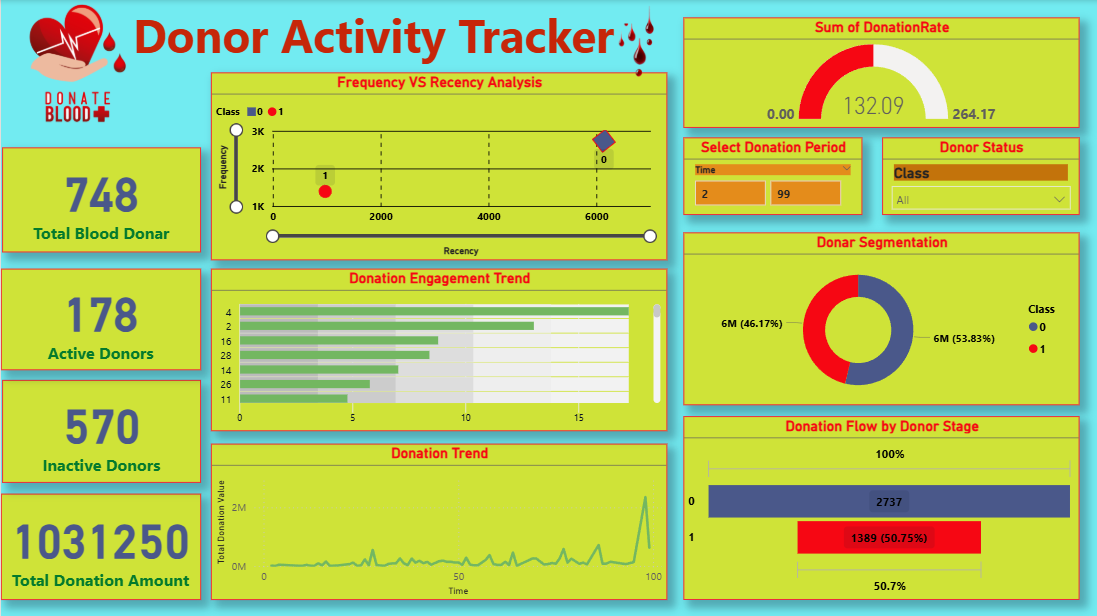 Donor Activity Tracker
DONATE
BLOOD
748
Total Blood Donar
178
Active Donors
570
Inactive Donors
1031250
Total Donation Amount
Frequency VS Recency Analysis
Class 0 1
Frequency
3K
2K
1K
1
0
0 2000 4000 6000
Recency
Donation Engagement Trend
4
2
16
28
14
26
11
0 5 10 15
Donation Trend
Total Donation Value
2M
0M
0 50 100
Time
Sum of DonationRate
0.00 132.09 264.17
Select Donation Period
Time
2 99
Donor Status
Class
All
Donar Segmentation
6M (46.17%)
6M (53.83%)
Class
0
1
Donation Flow by Donor Stage
100%
0 2737
1 1389 (50.75%)
50.7%